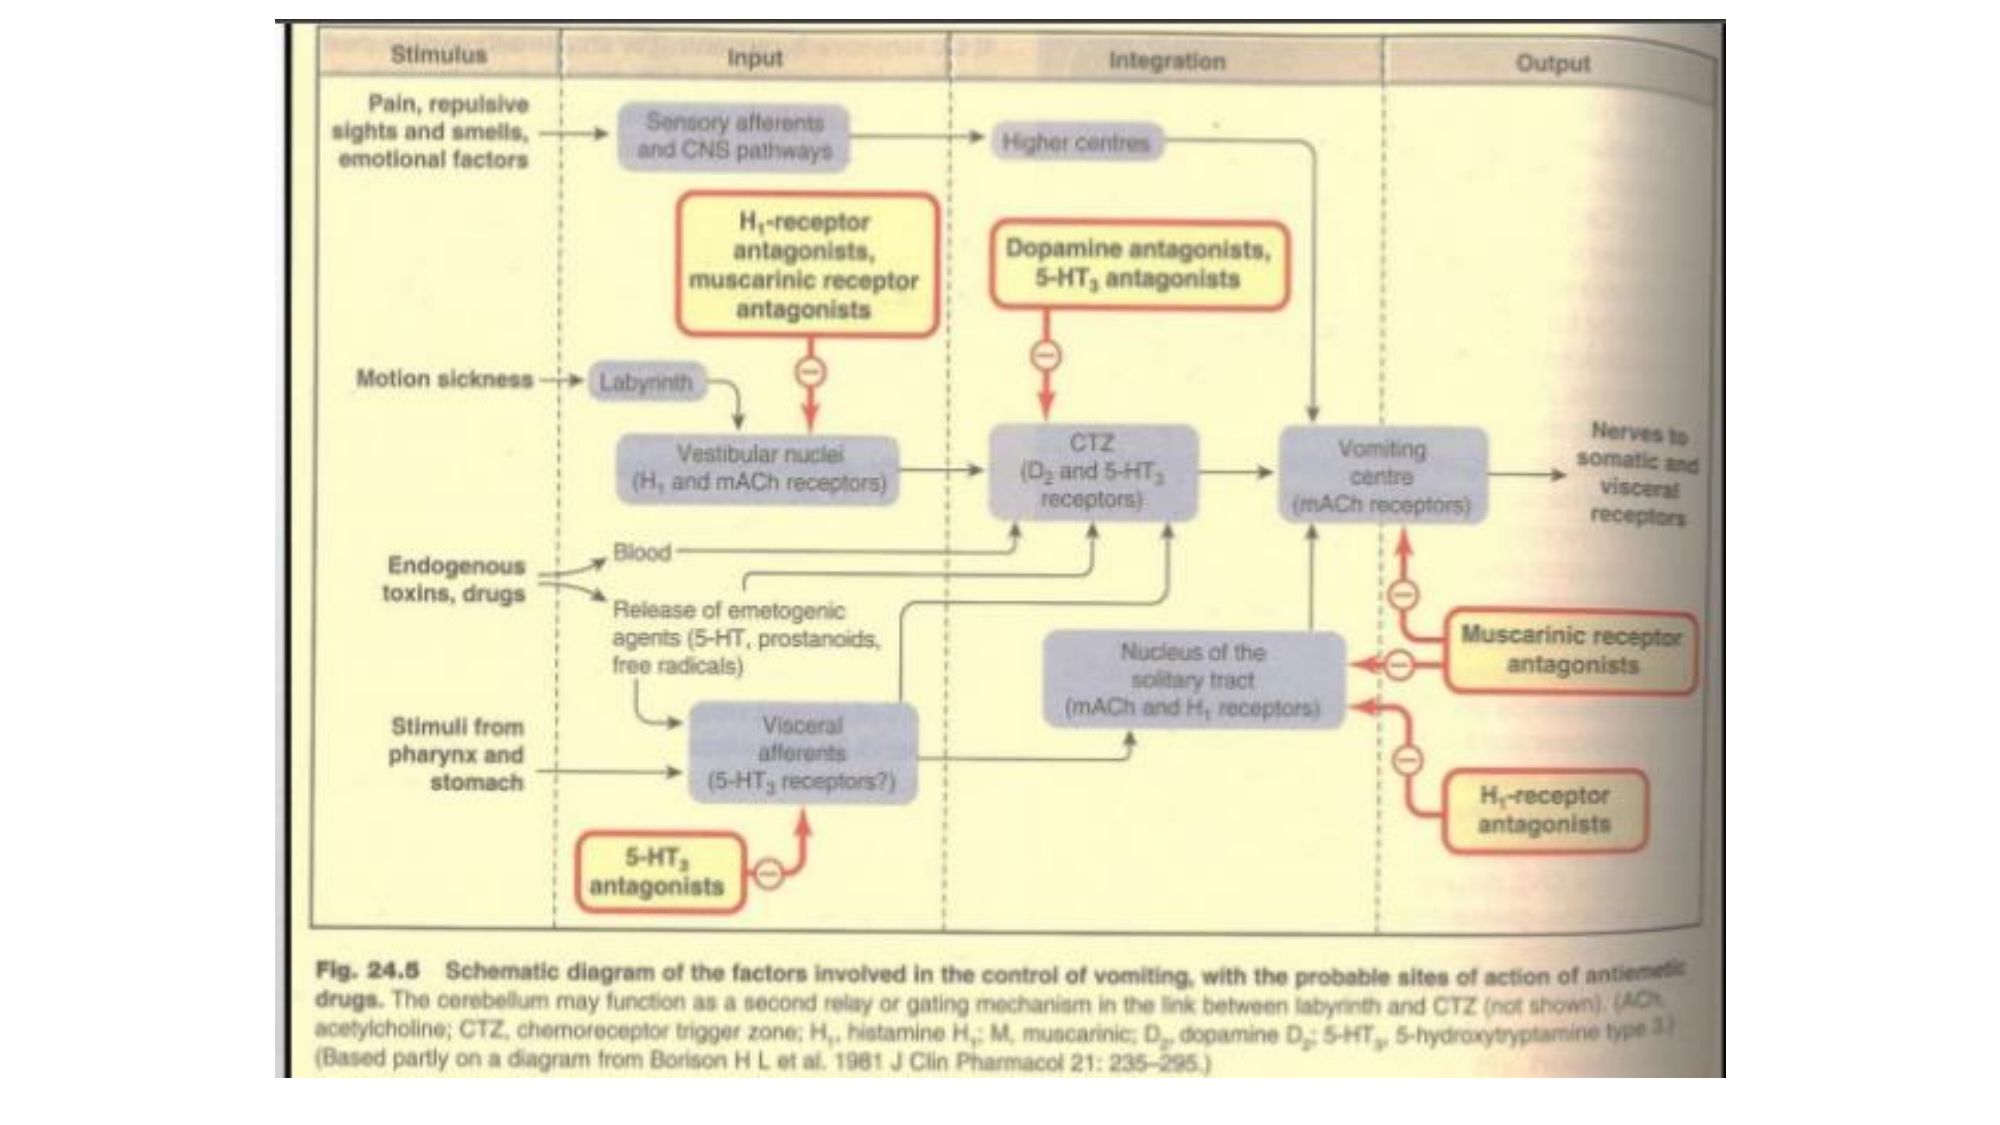 Stimulus
Input
Integration
Output
Pain, repulsive
sights and smells,
emotional factors
Sensory afferents
and CNS pathways
Higher centres
H₁-receptor
antagonists,
muscarinic receptor
antagonists
Dopamine antagonists,
5-HT₃ antagonists
Motion sickness
Labyrinth
Vestibular nuclei
(H₁ and mACh receptors)
CTZ
(D₂ and 5-HT₃
receptors)
Vomiting
centre
(mACh receptors)
Nerves to
somatic and
visceral
receptors
Endogenous
toxins, drugs
Blood
Release of emetogenic
agents (5-HT, prostanoids,
free radicals)
Nucleus of the
solitary tract
(mACh and H₁ receptors)
Muscarinic receptor
antagonists
Stimuli from
pharynx and
stomach
Visceral
afferents
(5-HT₃ receptors?)
H₁-receptor
antagonists
5-HT₃
antagonists
Fig. 24.5 Schematic diagram of the factors involved in the control of vomiting, with the probable sites of action of antiemetic
drugs. The cerebellum may function as a second relay or gating mechanism in the link between labyrinth and CTZ (not shown). (ACh,
acetylcholine; CTZ, chemoreceptor trigger zone; H₁, histamine H₁; M, muscarinic; D₂, dopamine D₂; 5-HT₃, 5-hydroxytryptamine type 3.)
(Based partly on a diagram from Borison H L et al. 1981 J Clin Pharmacol 21: 235–295.)